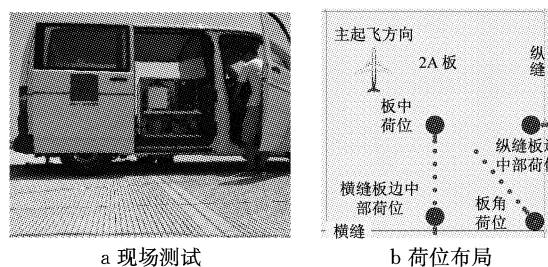 主起飞方向
2A 板
纵
缝
板中
荷位
纵缝板边
中部荷位
横缝板边中
部荷位
板角
荷位
横缝
a 现场测试
b 荷位布局